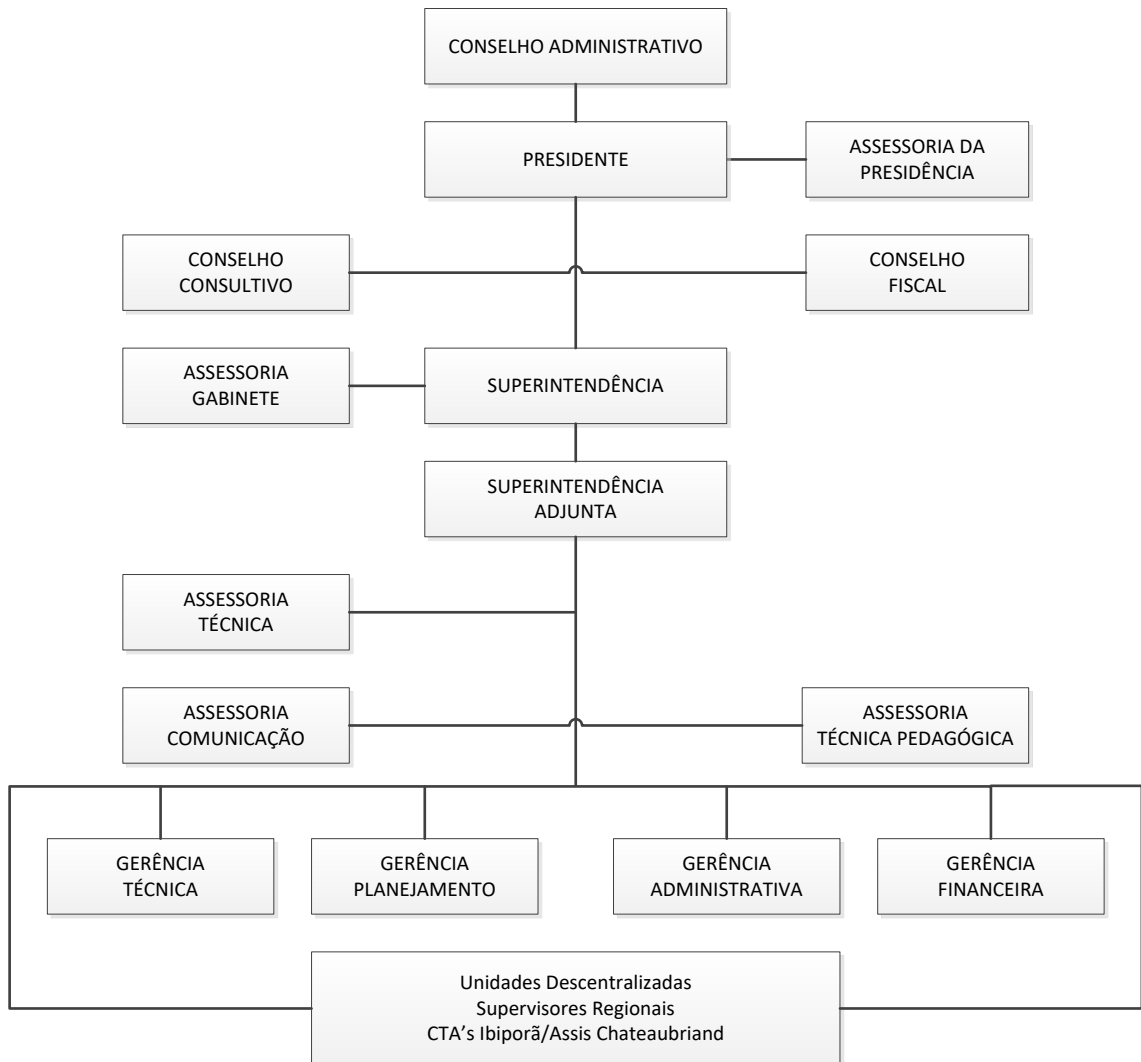 CONSELHO ADMINISTRATIVO
PRESIDENTE
ASSESSORIA DA
PRESIDÊNCIA
CONSELHO
CONSULTIVO
CONSELHO
FISCAL
ASSESSORIA
GABINETE
SUPERINTENDÊNCIA
SUPERINTENDÊNCIA
ADJUNTA
ASSESSORIA
TÉCNICA
ASSESSORIA
COMUNICAÇÃO
ASSESSORIA
TÉCNICA PEDAGÓGICA
GERÊNCIA
TÉCNICA
GERÊNCIA
PLANEJAMENTO
GERÊNCIA
ADMINISTRATIVA
GERÊNCIA
FINANCEIRA
Unidades Descentralizadas
Supervisores Regionais
CTA’s Ibiporã/Assis Chateaubriand